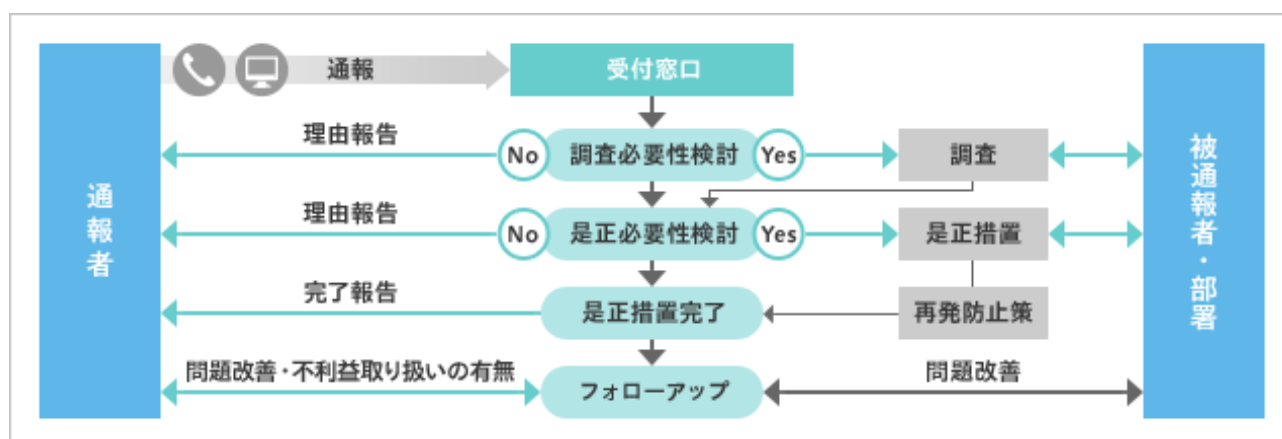 通報
受付窓口
理由報告
No
調査必要性検討
Yes
調査
通報者
被通報者・部署
理由報告
No
是正必要性検討
Yes
是正措置
完了報告
是正措置完了
再発防止策
問題改善・不利益取り扱いの有無
フォローアップ
問題改善